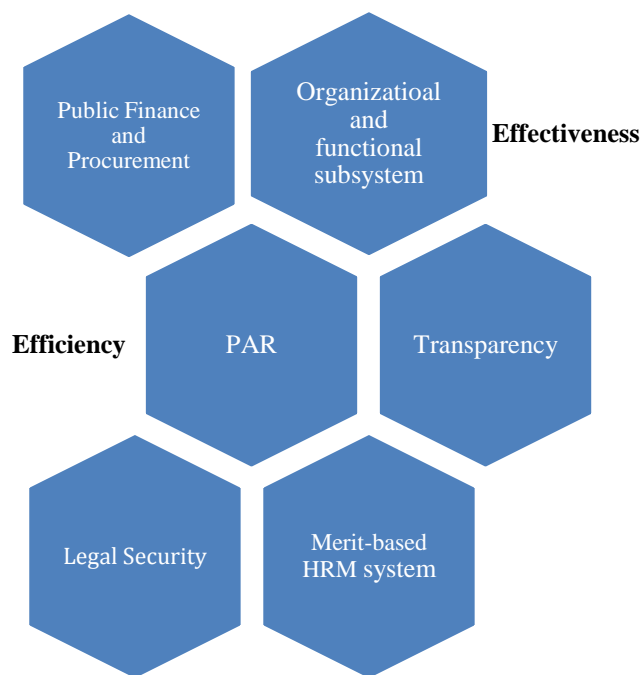 Public Finance
and
Procurement
Organizatioal
and
functional
subsystem
Effectiveness
Efficiency
PAR
Transparency
Legal Security
Merit-based
HRM system